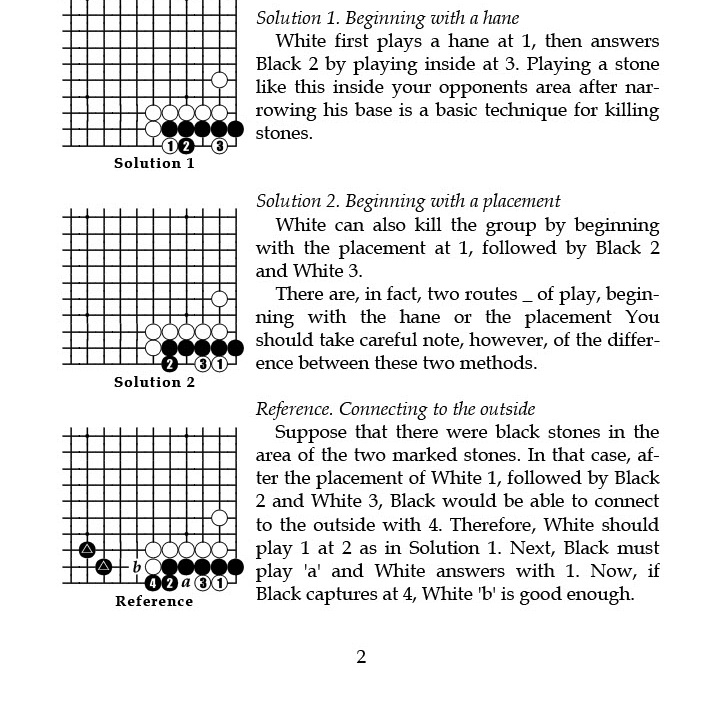 Solution 1. Beginning with a hane
White first plays a hane at 1, then answers
Black 2 by playing inside at 3. Playing a stone
like this inside your opponents area after nar-
rowing his base is a basic technique for killing
stones.
1 2 3
Solution 1
Solution 2. Beginning with a placement
White can also kill the group by beginning
with the placement at 1, followed by Black 2
and White 3.
There are, in fact, two routes _ of play, begin-
ning with the hane or the placement You
should take careful note, however, of the differ-
ence between these two methods.
2 3 1
Solution 2
Reference. Connecting to the outside
Suppose that there were black stones in the
area of the two marked stones. In that case, af-
ter the placement of White 1, followed by Black
2 and White 3, Black would be able to connect
to the outside with 4. Therefore, White should
play 1 at 2 as in Solution 1. Next, Black must
play 'a' and White answers with 1. Now, if
Black captures at 4, White 'b' is good enough.
b
4 2 a 3 1
Reference
2